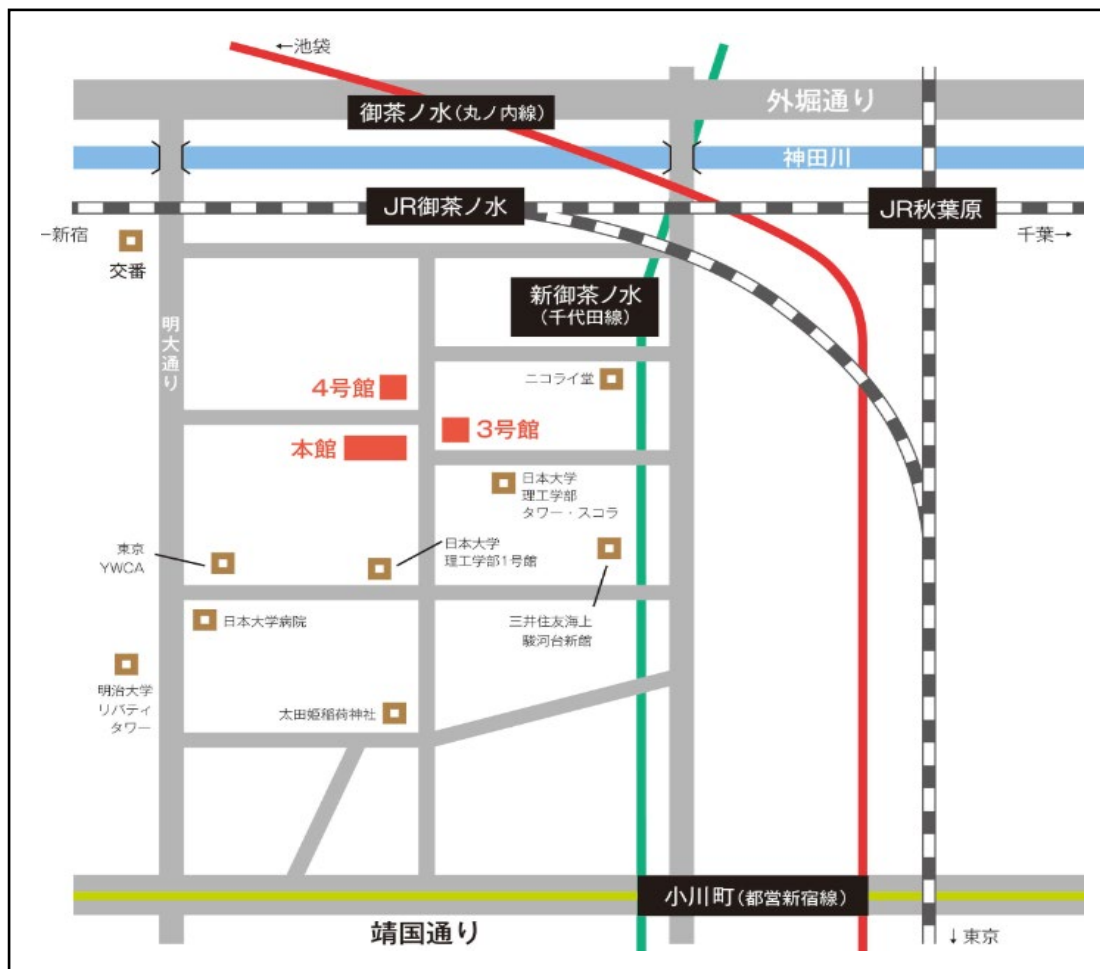 ←池袋
外堀通り
御茶ノ水(丸ノ内線)
神田川
JR御茶ノ水
JR秋葉原
−新宿
千葉→
交番
新御茶ノ水
(千代田線)
明大通り
ニコライ堂
4号館
3号館
本館
日本大学
理工学部
タワー・スコラ
東京
YWCA
日本大学
理工学部1号館
日本大学病院
三井住友海上
駿河台新館
明治大学
リバティ
タワー
太田姫稲荷神社
小川町(都営新宿線)
靖国通り
↓東京